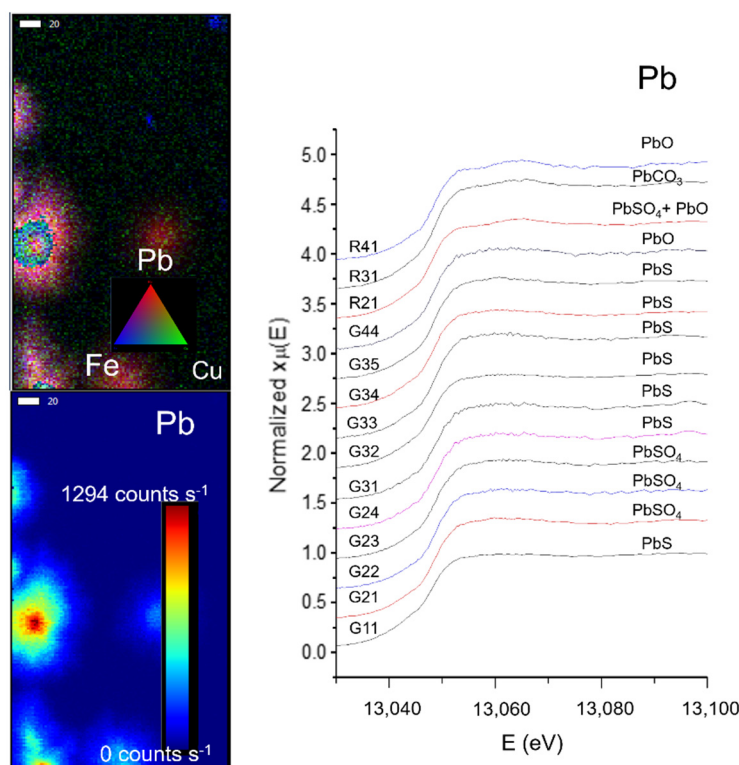 20
Pb
Fe
Cu
20
Pb
1294 counts s⁻¹
0 counts s⁻¹
Pb
Normalized xμ(E)
5.0
4.5
4.0
3.5
3.0
2.5
2.0
1.5
1.0
0.5
0.0
R41 PbO
R31 PbCO₃
R21 PbSO₄+ PbO
G44 PbO
G35 PbS
G34 PbS
G33 PbS
G32 PbS
G31 PbS
G24 PbS
G23 PbSO₄
G22 PbSO₄
G21 PbSO₄
G11 PbS
13,040 13,060 13,080 13,100
E (eV)